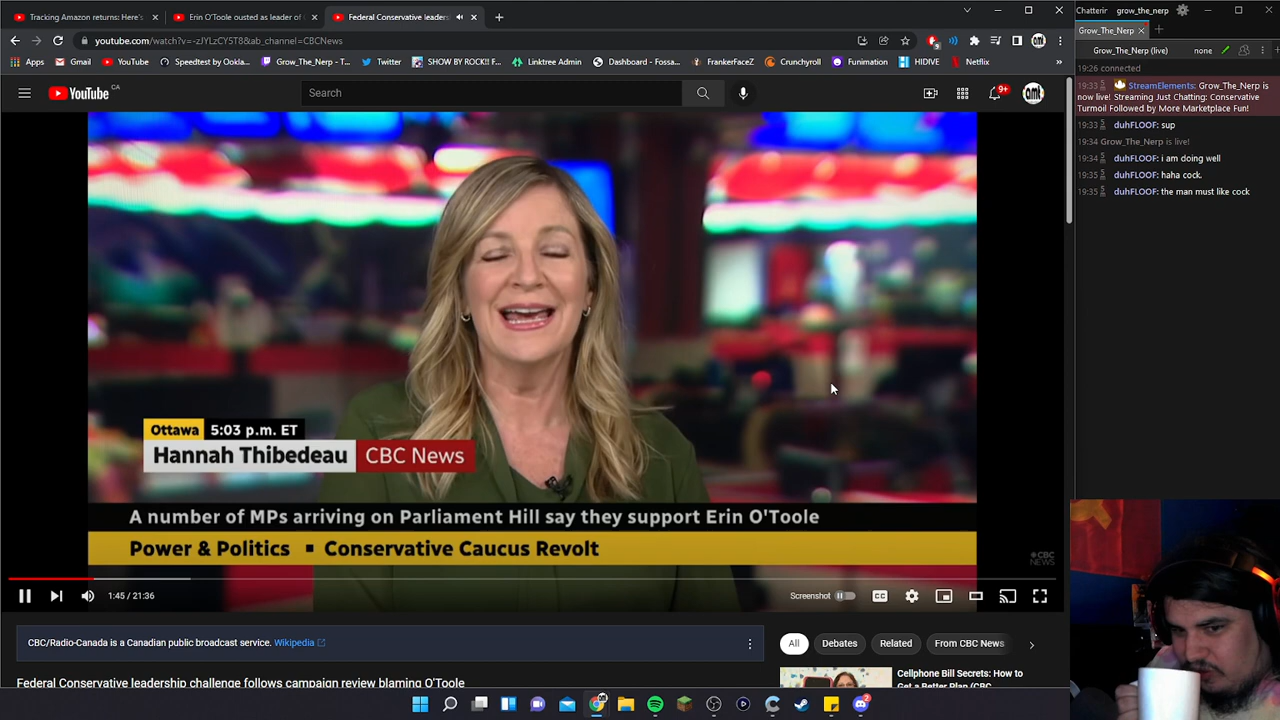 Tracking Amazon returns: Here's
Erin O'Toole ousted as leader of
Federal Conservative leaders
youtube.com/watch?v=-zJYLzCY5T8&ab_channel=CBCNews
Apps
Gmail
YouTube
Speedtest by Ookla...
Grow_The_Nerp - T...
Twitter
SHOW BY ROCK!! F...
Linktree Admin
Dashboard - Fossa...
FrankerFaceZ
Crunchyroll
Funimation
HIDIVE
Netflix
YouTube CA
Search
9+
Ottawa 5:03 p.m. ET
Hannah Thibedeau CBC News
A number of MPs arriving on Parliament Hill say they support Erin O'Toole
Power & Politics ▪ Conservative Caucus Revolt
CBC
NEWS
1:45 / 21:36
Screenshot
CC
CBC/Radio-Canada is a Canadian public broadcast service. Wikipedia
All
Debates
Related
From CBC News
Federal Conservative leadership challenge follows campaign review blaming O'Toole
Cellphone Bill Secrets: How to
Get a Better Plan (CBC
Chatterir
grow_the_nerp
Grow_The_Nerp
Grow_The_Nerp (live)
none
19:26 connected
19:33 StreamElements: Grow_The_Nerp is
now live! Streaming Just Chatting: Conservative
Turmoil Followed by More Marketplace Fun!
19:33 duhFLOOF: sup
19:34 Grow_The_Nerp is live!
19:34 duhFLOOF: i am doing well
19:35 duhFLOOF: haha cock.
19:35 duhFLOOF: the man must like cock